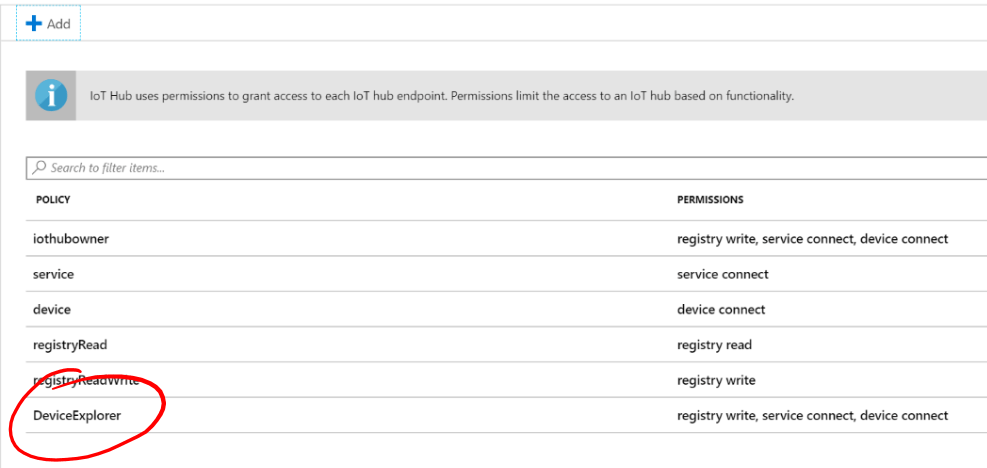 Add
IoT Hub uses permissions to grant access to each IoT hub endpoint. Permissions limit the access to an IoT hub based on functionality.
Search to filter items...
POLICY PERMISSIONS
iothubowner registry write, service connect, device connect
service service connect
device device connect
registryRead registry read
registryReadWrite registry write
DeviceExplorer registry write, service connect, device connect